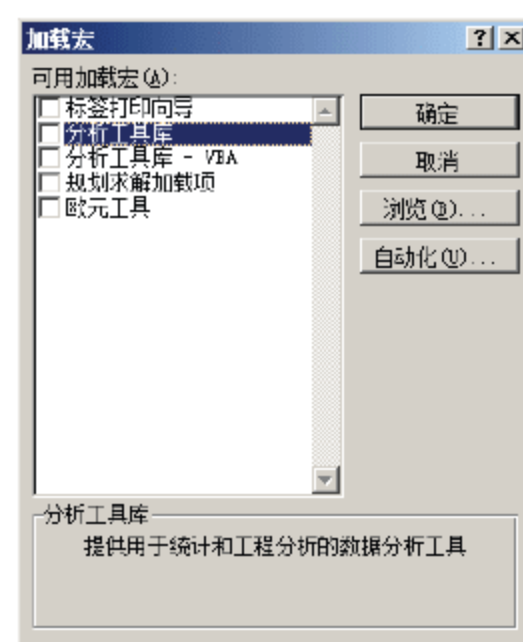 加载宏
可用加载宏(A):
标签打印向导
分析工具库
分析工具库 - VBA
规划求解加载项
欧元工具
确定
取消
浏览(B)...
自动化(U)...
分析工具库
提供用于统计和工程分析的数据分析工具